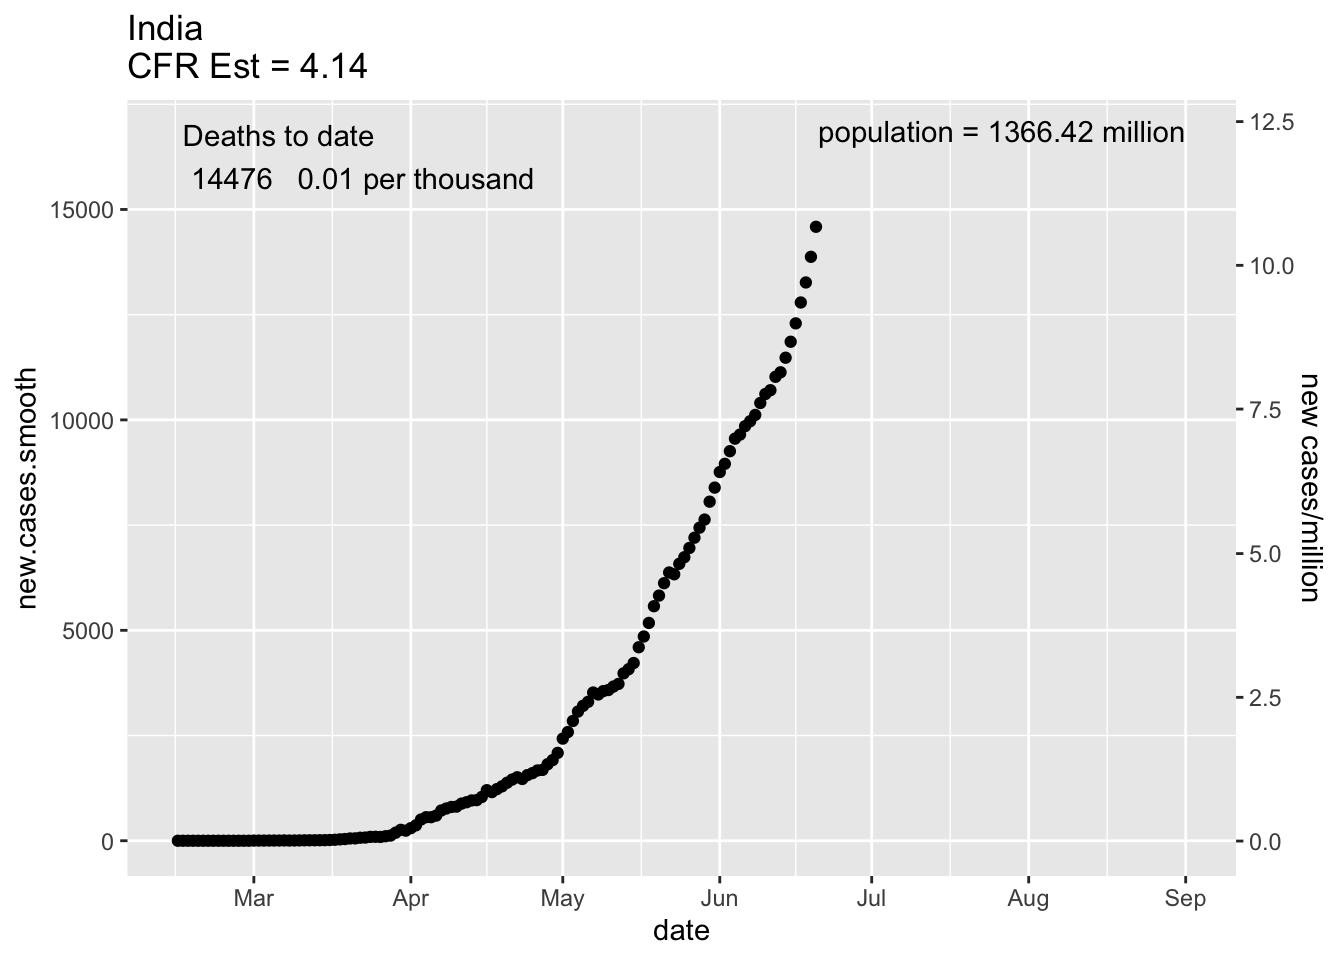 India
CFR Est = 4.14
Deaths to date
14476 0.01 per thousand
population = 1366.42 million
new.cases.smooth
15000
10000
5000
0
12.5
10.0
7.5
5.0
2.5
0.0
new cases/million
Mar Apr May Jun Jul Aug Sep
date